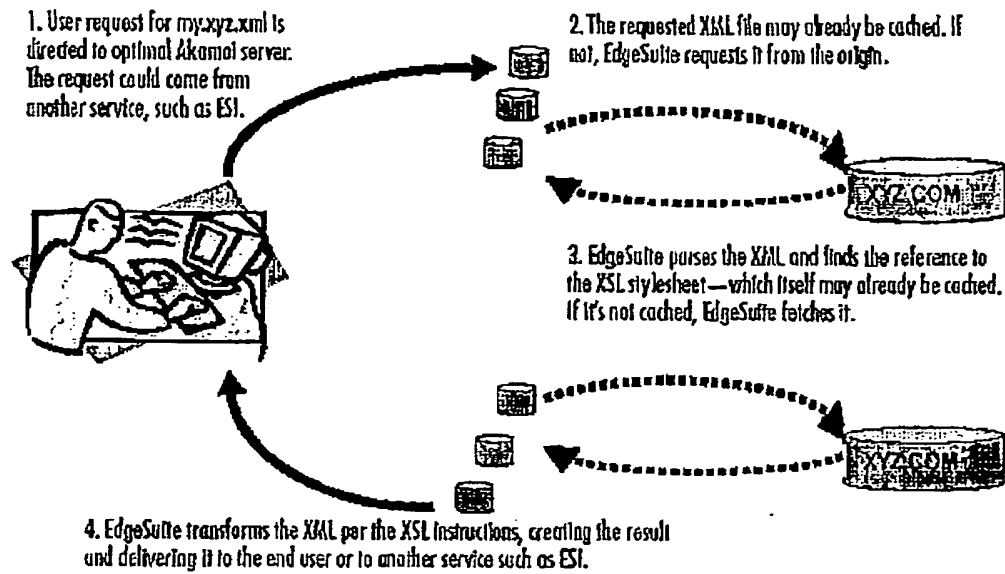 1. User request for my.xyz.xml is
directed to optimal Akamai server.
The request could come from
another service, such as ESI.
2. The requested XML file may already be cached. If
not, EdgeSuite requests it from the origin.
XYZ.COM
3. EdgeSuite parses the XML and finds the reference to
the XSL stylesheet—which itself may already be cached.
If it's not cached, EdgeSuite fetches it.
XYZ.COM
4. EdgeSuite transforms the XML per the XSL instructions, creating the result
and delivering it to the end user or to another service such as ESI.